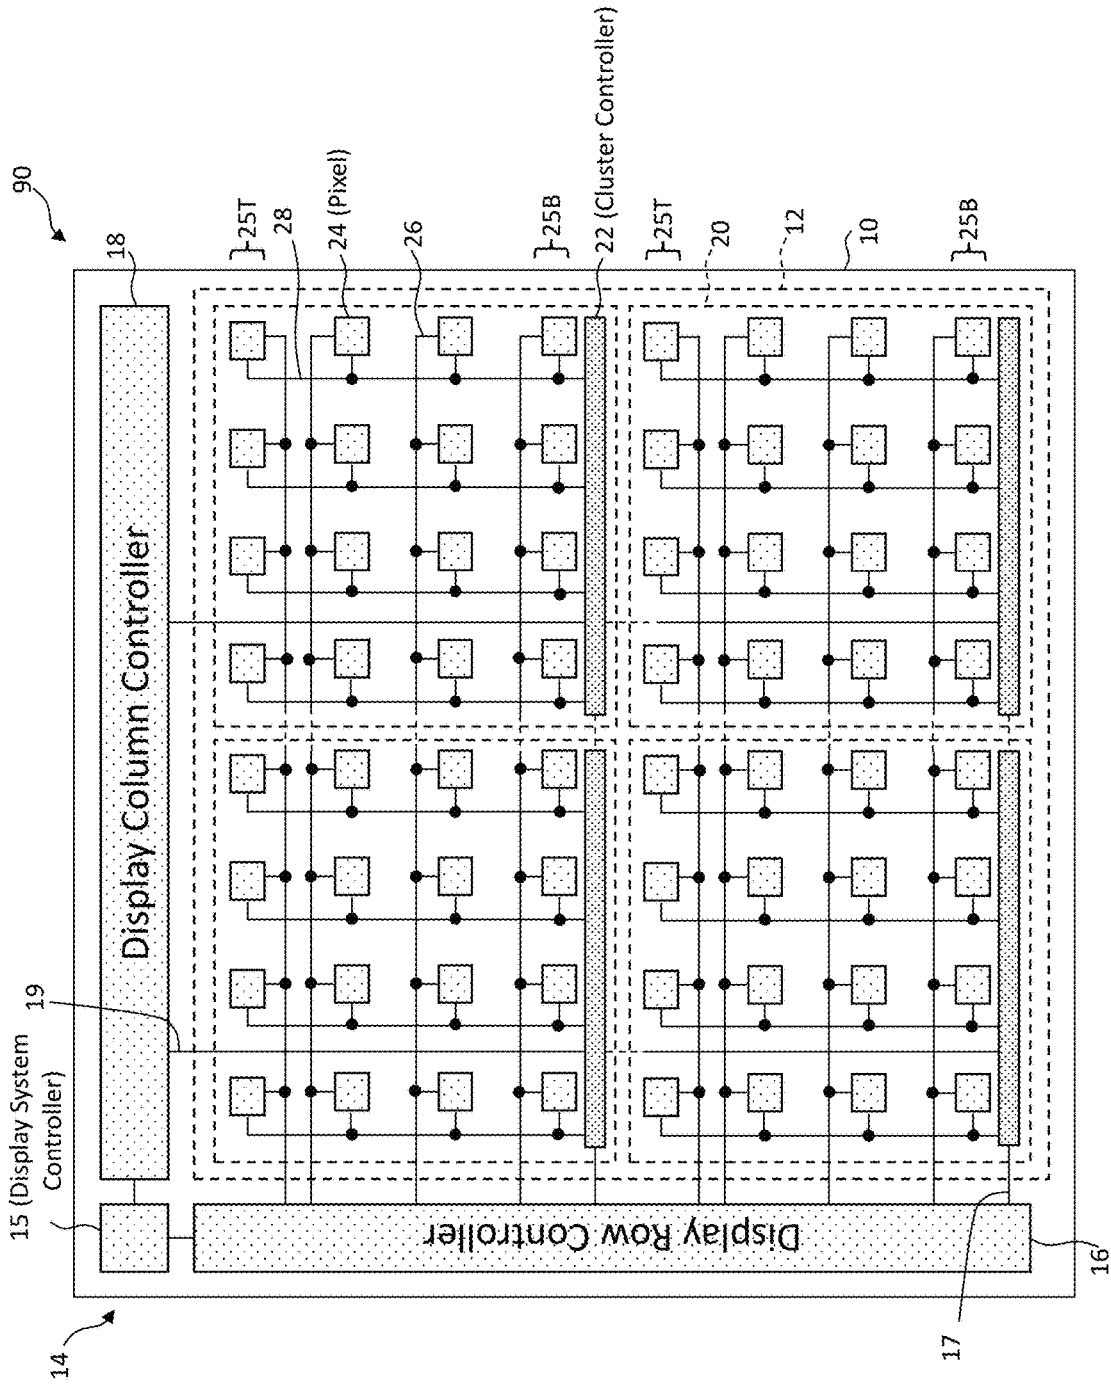 90
14
15 (Display System
Controller)
19
18
Display Column Controller
25T
28
24 (Pixel)
26
25B
22 (Cluster Controller)
25T
20
12
10
25B
Display Row Controller
17
16